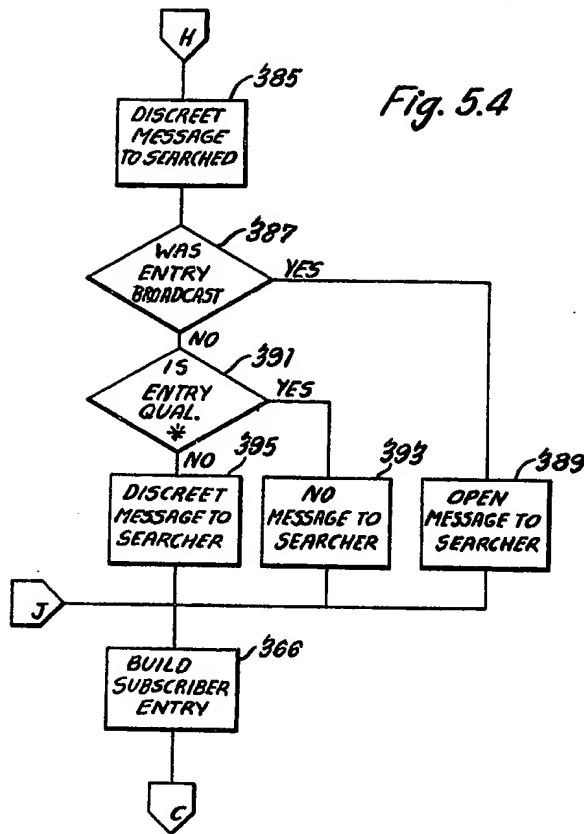 H
385
Fig. 5.4
DISCREET
MESSAGE
TO SEARCHED
387
WAS
ENTRY
BROADCAST
YES
NO
391
IS
ENTRY
QUAL.
*
YES
NO
395
393
389
DISCREET
MESSAGE TO
SEARCHER
NO
MESSAGE TO
SEARCHER
OPEN
MESSAGE TO
SEARCHER
J
366
BUILD
SUBSCRIBER
ENTRY
C